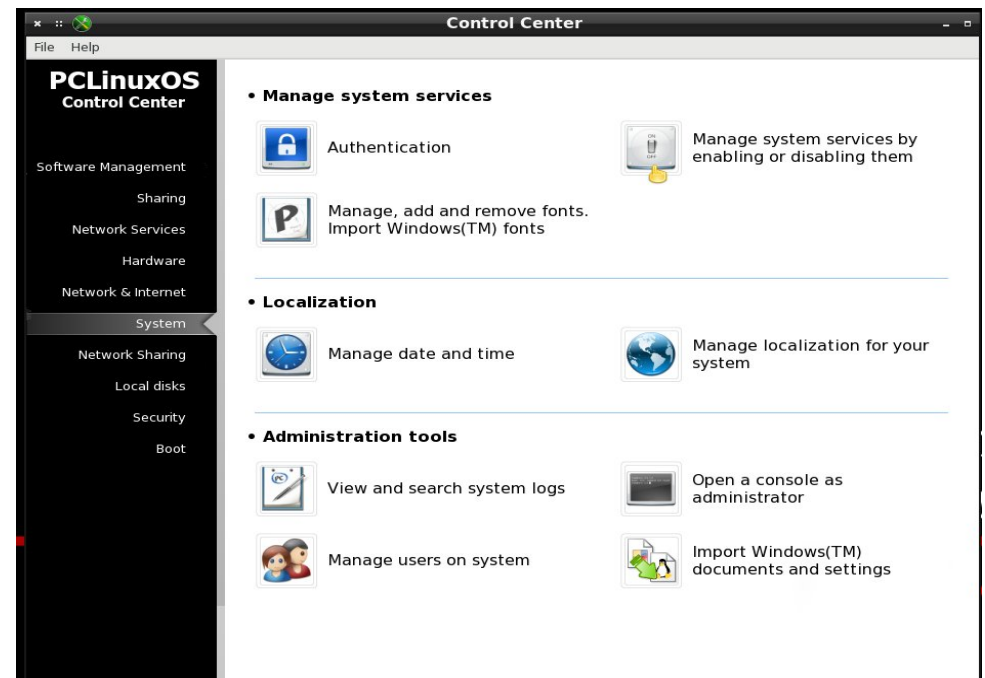 Control Center
File Help
PCLinuxOS
Control Center
Software Management
Sharing
Network Services
Hardware
Network & Internet
System
Network Sharing
Local disks
Security
Boot
• Manage system services
Authentication
ON
OFF
Manage system services by
enabling or disabling them
P
Manage, add and remove fonts.
Import Windows(TM) fonts
• Localization
Manage date and time
Manage localization for your
system
• Administration tools
PC
View and search system logs
Open a console as
administrator
Manage users on system
Import Windows(TM)
documents and settings